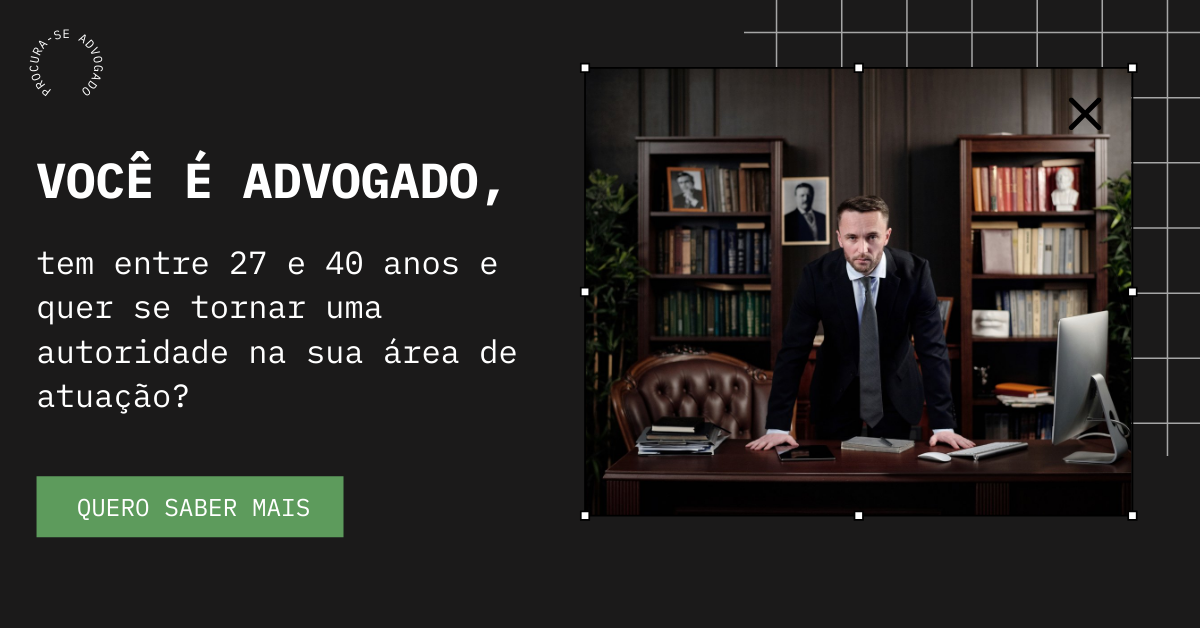 PROCURA-SE ADVOGADO
VOCÊ É ADVOGADO,
tem entre 27 e 40 anos e
quer se tornar uma
autoridade na sua área de
atuação?
QUERO SABER MAIS